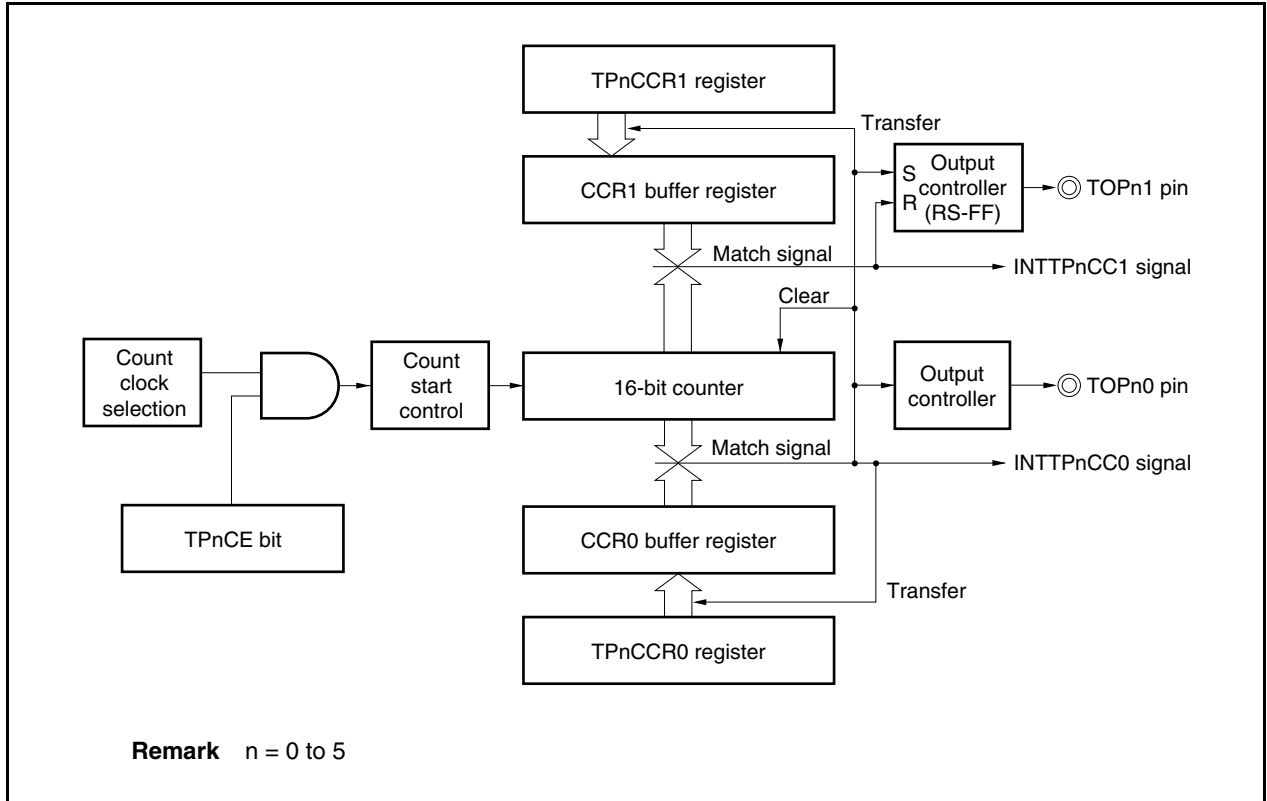 TPnCCR1 register
Transfer
CCR1 buffer register
S
R
Output
controller
(RS-FF)
TOPn1 pin
Match signal
INTTPnCC1 signal
Clear
Count
clock
selection
Count
start
control
16-bit counter
Output
controller
TOPn0 pin
Match signal
INTTPnCC0 signal
TPnCE bit
CCR0 buffer register
Transfer
TPnCCR0 register
Remark n = 0 to 5